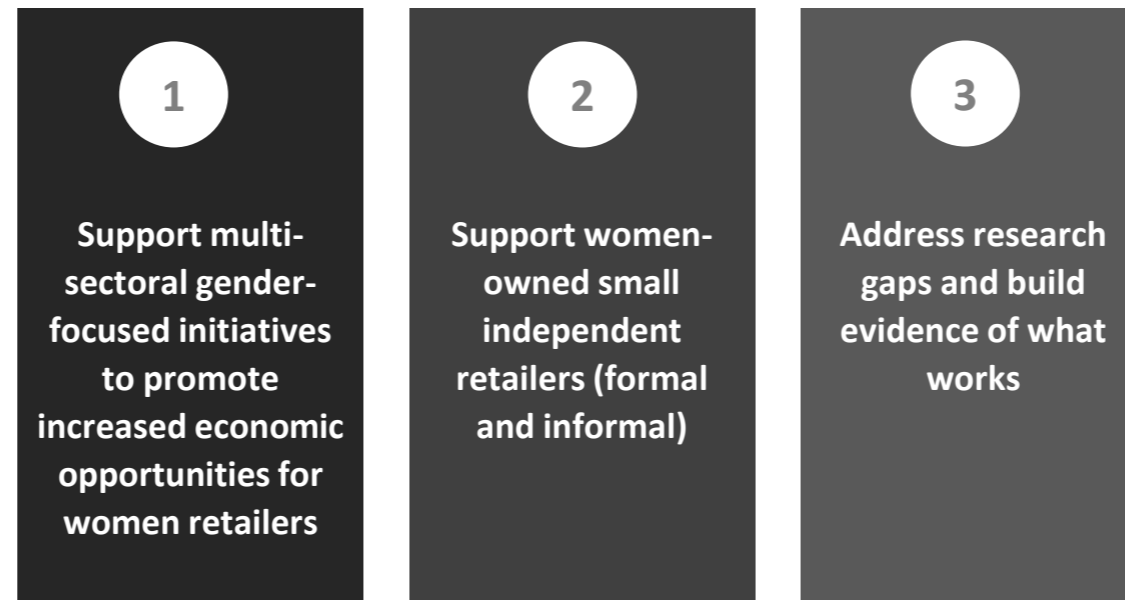 1
Support multi-
sectoral gender-
focused initiatives
to promote
increased economic
opportunities for
women retailers
2
Support women-
owned small
independent
retailers (formal
and informal)
3
Address research
gaps and build
evidence of what
works